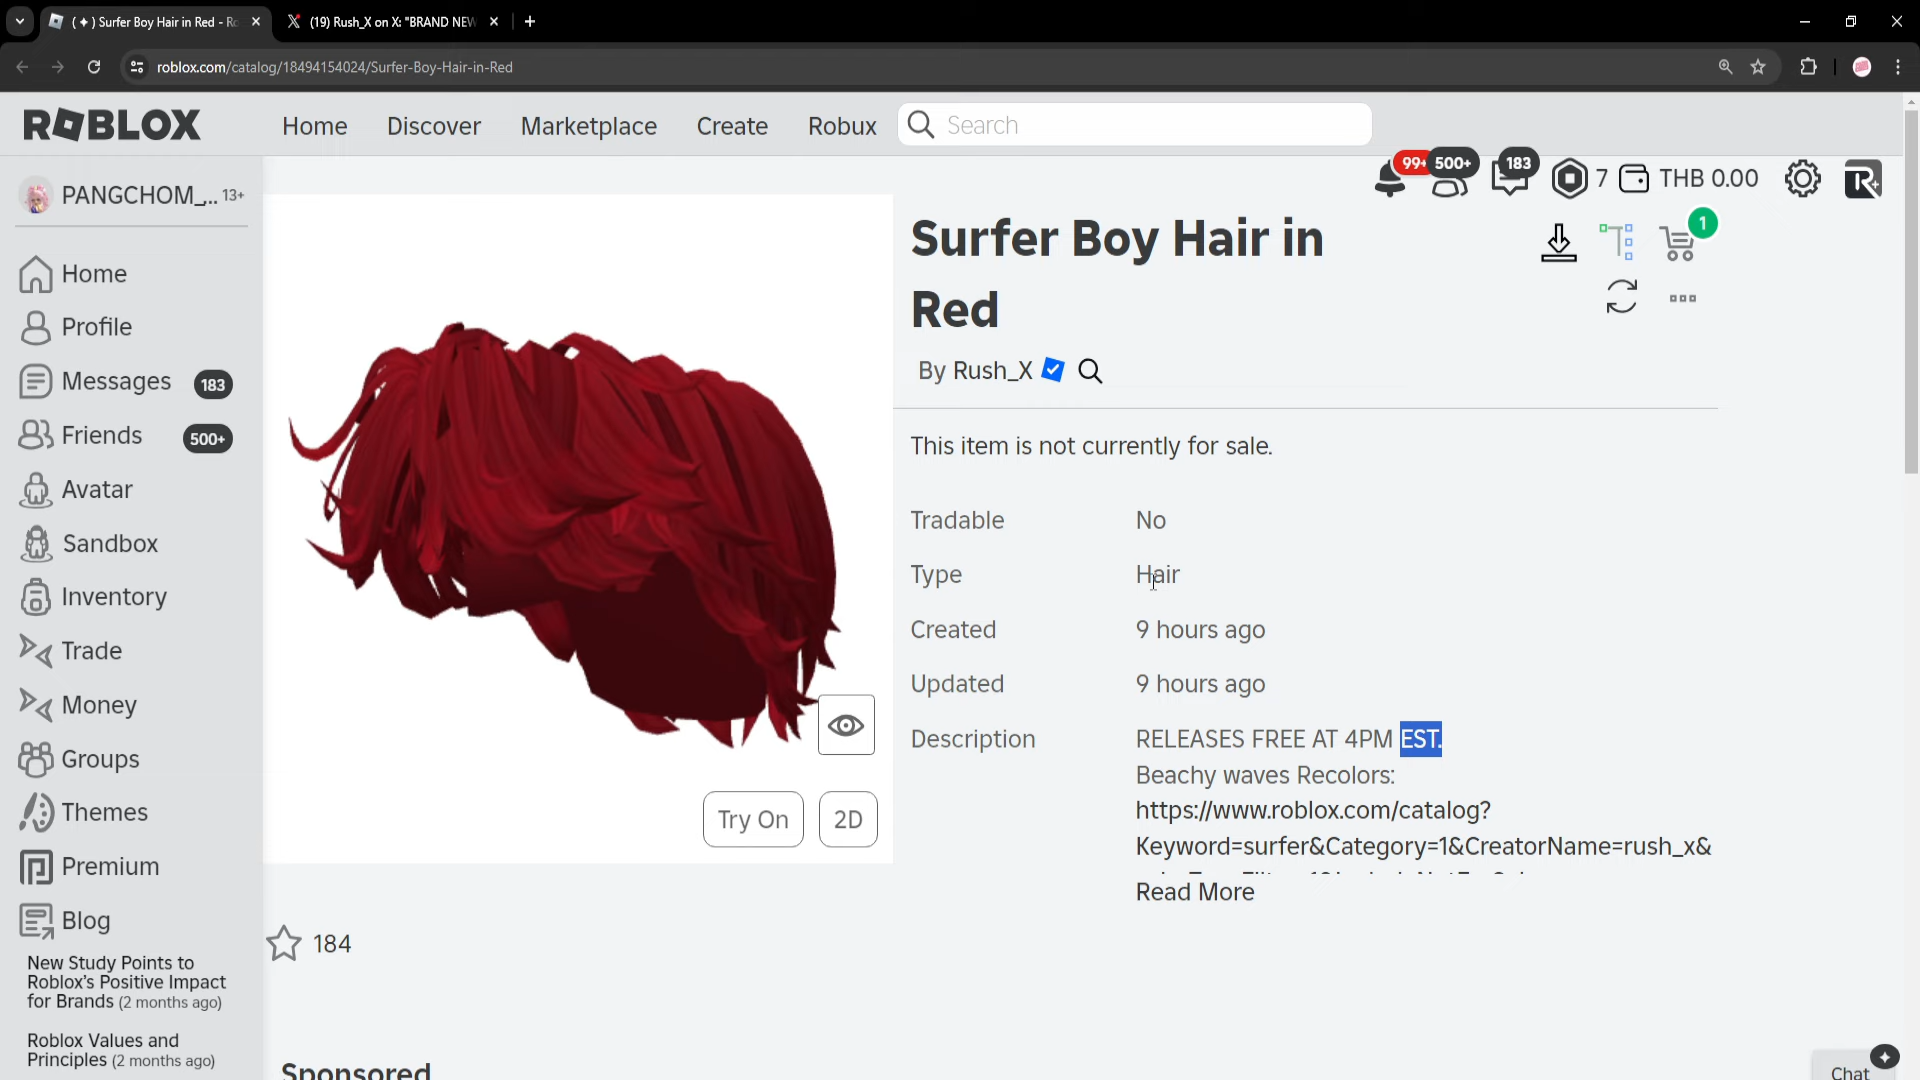 ( ✦ ) Surfer Boy Hair in Red - Ro
(19) Rush_X on X: "BRAND NEW
roblox.com/catalog/18494154024/Surfer-Boy-Hair-in-Red
ROBLOX
Home
Discover
Marketplace
Create
Robux
Search
99+
500+
183
7
THB 0.00
PANGCHOM_... 13+
Home
Profile
Messages 183
Friends 500+
Avatar
Sandbox
Inventory
Trade
Money
Groups
Themes
Premium
Blog
New Study Points to
Roblox's Positive Impact
for Brands (2 months ago)
Roblox Values and
Principles (2 months ago)
Try On
2D
184
Sponsored
Surfer Boy Hair in
Red
1
By Rush_X
This item is not currently for sale.
Tradable No
Type Hair
Created 9 hours ago
Updated 9 hours ago
Description RELEASES FREE AT 4PM EST.
Beachy waves Recolors:
https://www.roblox.com/catalog?
Keyword=surfer&Category=1&CreatorName=rush_x&
Read More
Chat